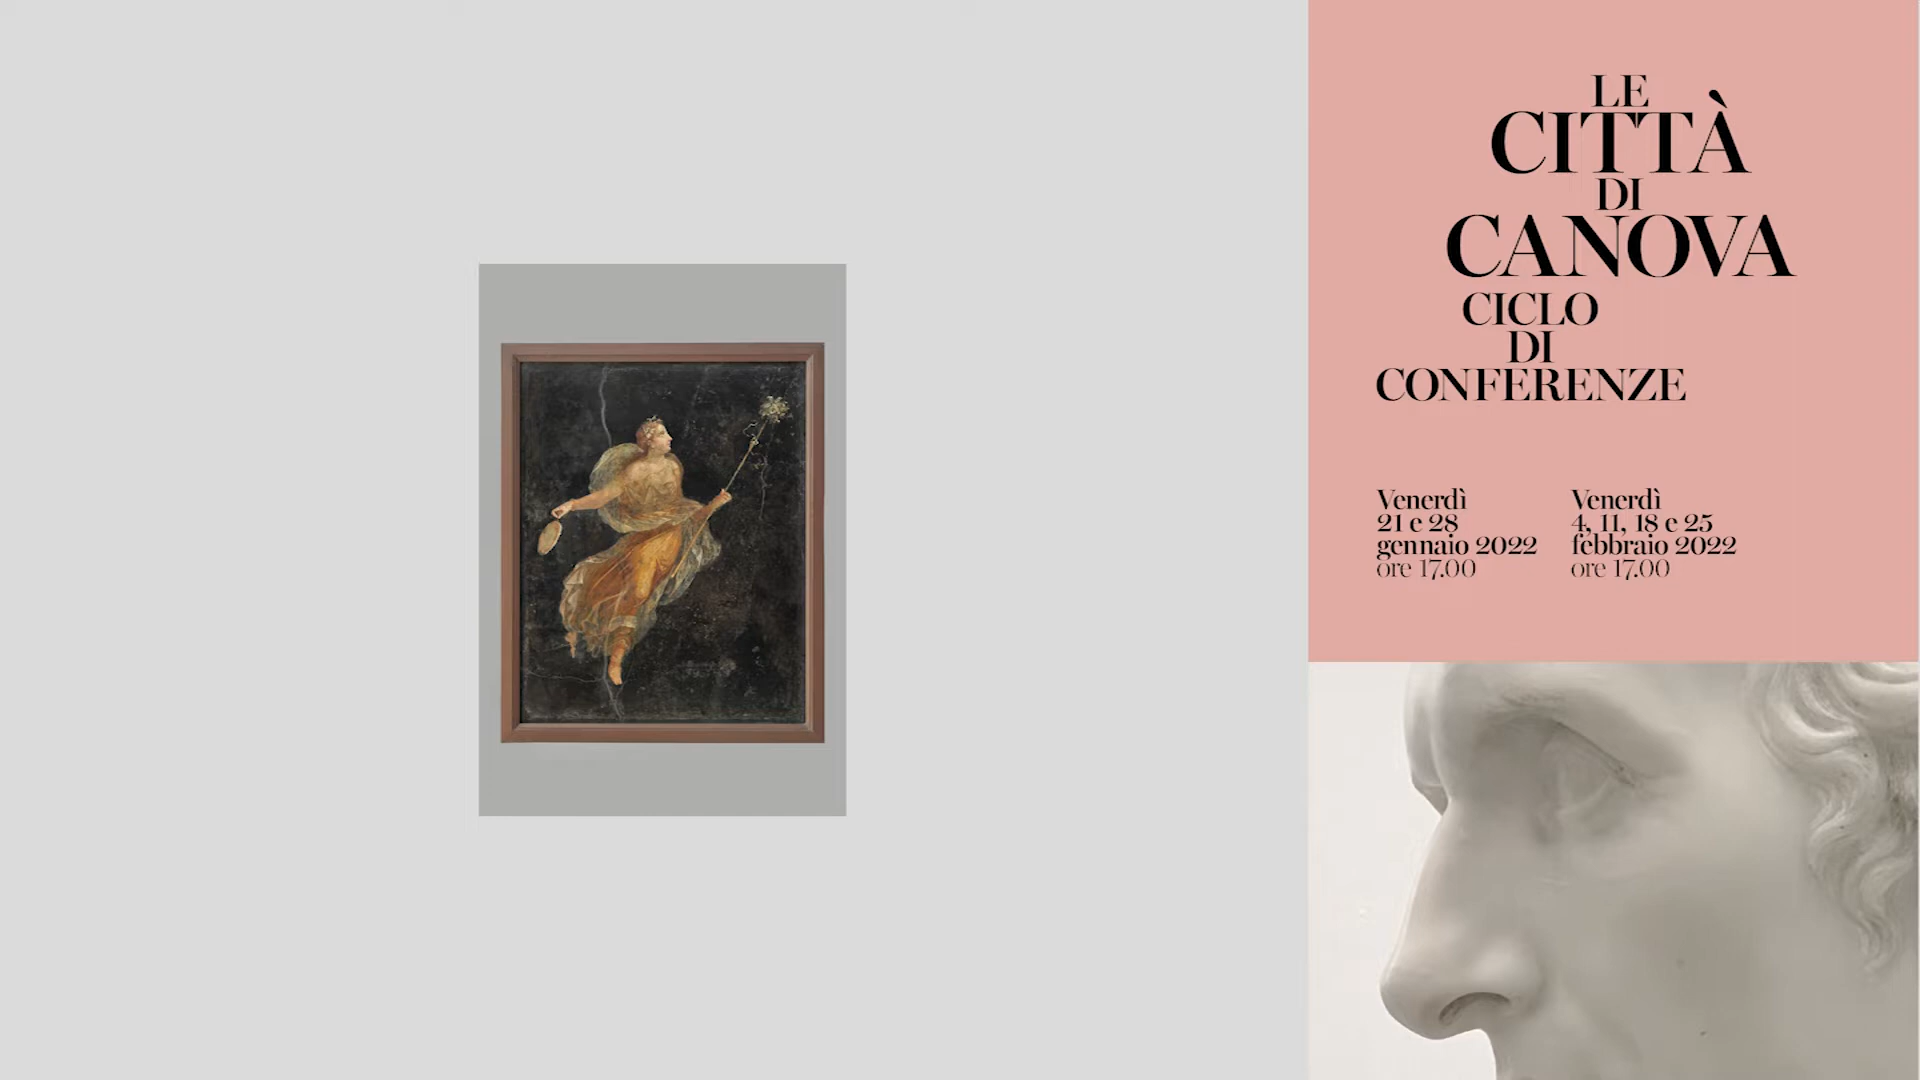 LE
CITTÀ
DI
CANOVA
CICLO
DI
CONFERENZE
Venerdì
21 e 28
gennaio 2022
ore 17.00
Venerdì
4, 11, 18 e 25
febbraio 2022
ore 17.00